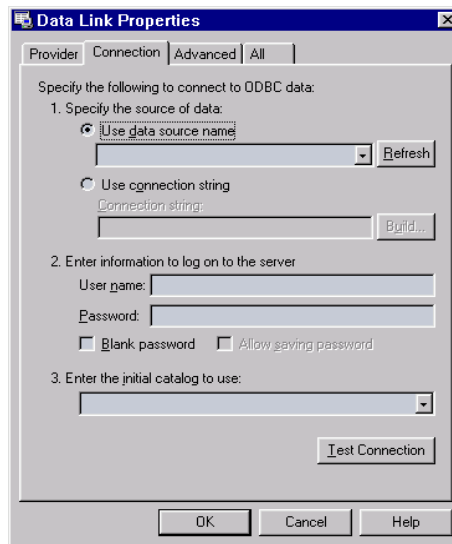 Data Link Properties
Provider Connection Advanced All
Specify the following to connect to ODBC data:
1. Specify the source of data:
Use data source name
Refresh
Use connection string
Connection string:
Build...
2. Enter information to log on to the server
User name:
Password:
Blank password Allow saving password
3. Enter the initial catalog to use:
Test Connection
OK Cancel Help